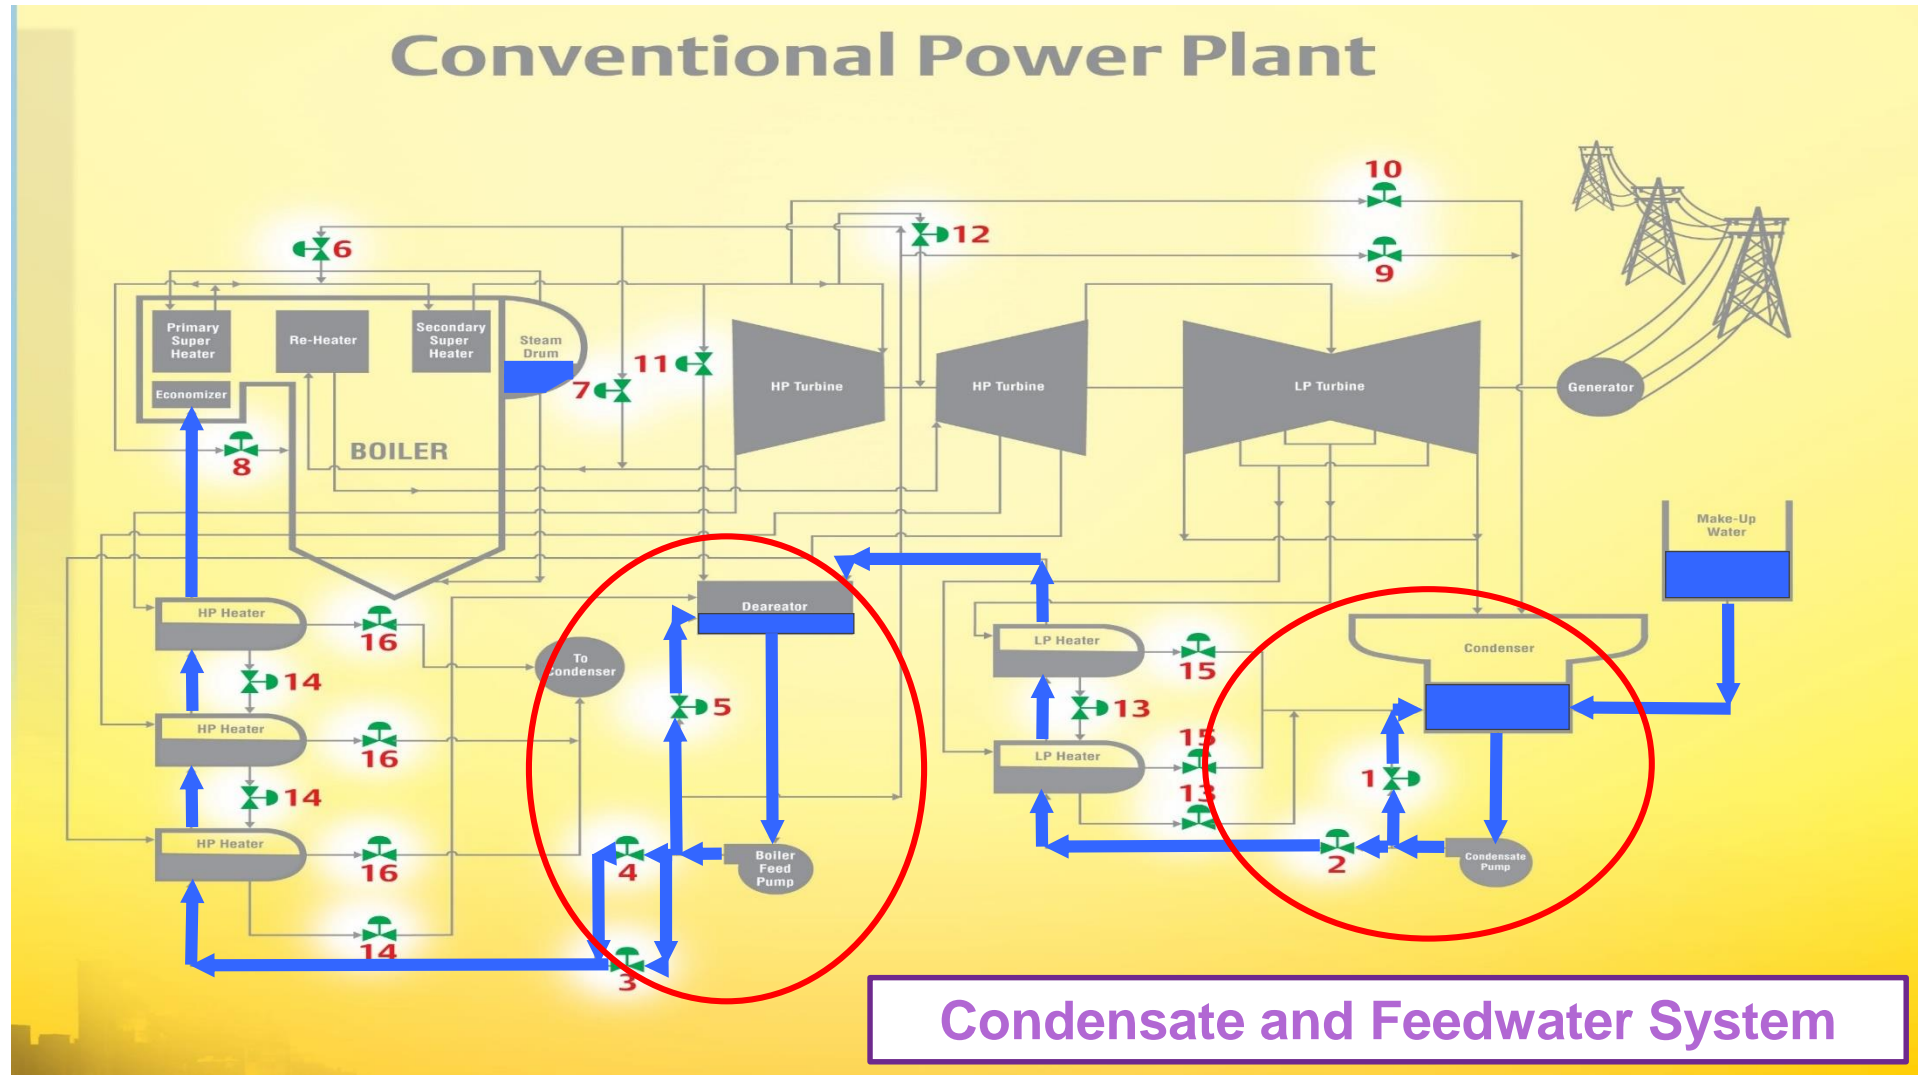 Conventional Power Plant
10
6
12
9
Primary
Super
Heater
Re-Heater
Secondary
Super
Heater
Steam
Drum
11
7
HP Turbine
HP Turbine
LP Turbine
Generator
Economizer
BOILER
8
Make-Up
Water
HP Heater
16
Deareator
LP Heater
15
Condenser
To
Condenser
14
5
13
HP Heater
16
15
LP Heater
1
13
14
HP Heater
16
4
Boiler
Feed
Pump
2
Condensate
Pump
14
3
Condensate and Feedwater System